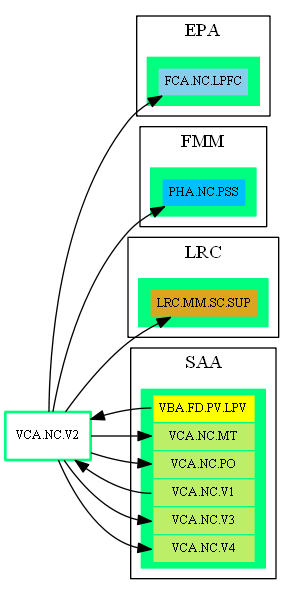 EPA
FCA.NC.LPFC
FMM
PHA.NC.PSS
LRC
LRC.MM.SC.SUP
SAA
VBA.FD.PV.LPV
VCA.NC.V2
VCA.NC.MT
VCA.NC.PO
VCA.NC.V1
VCA.NC.V3
VCA.NC.V4